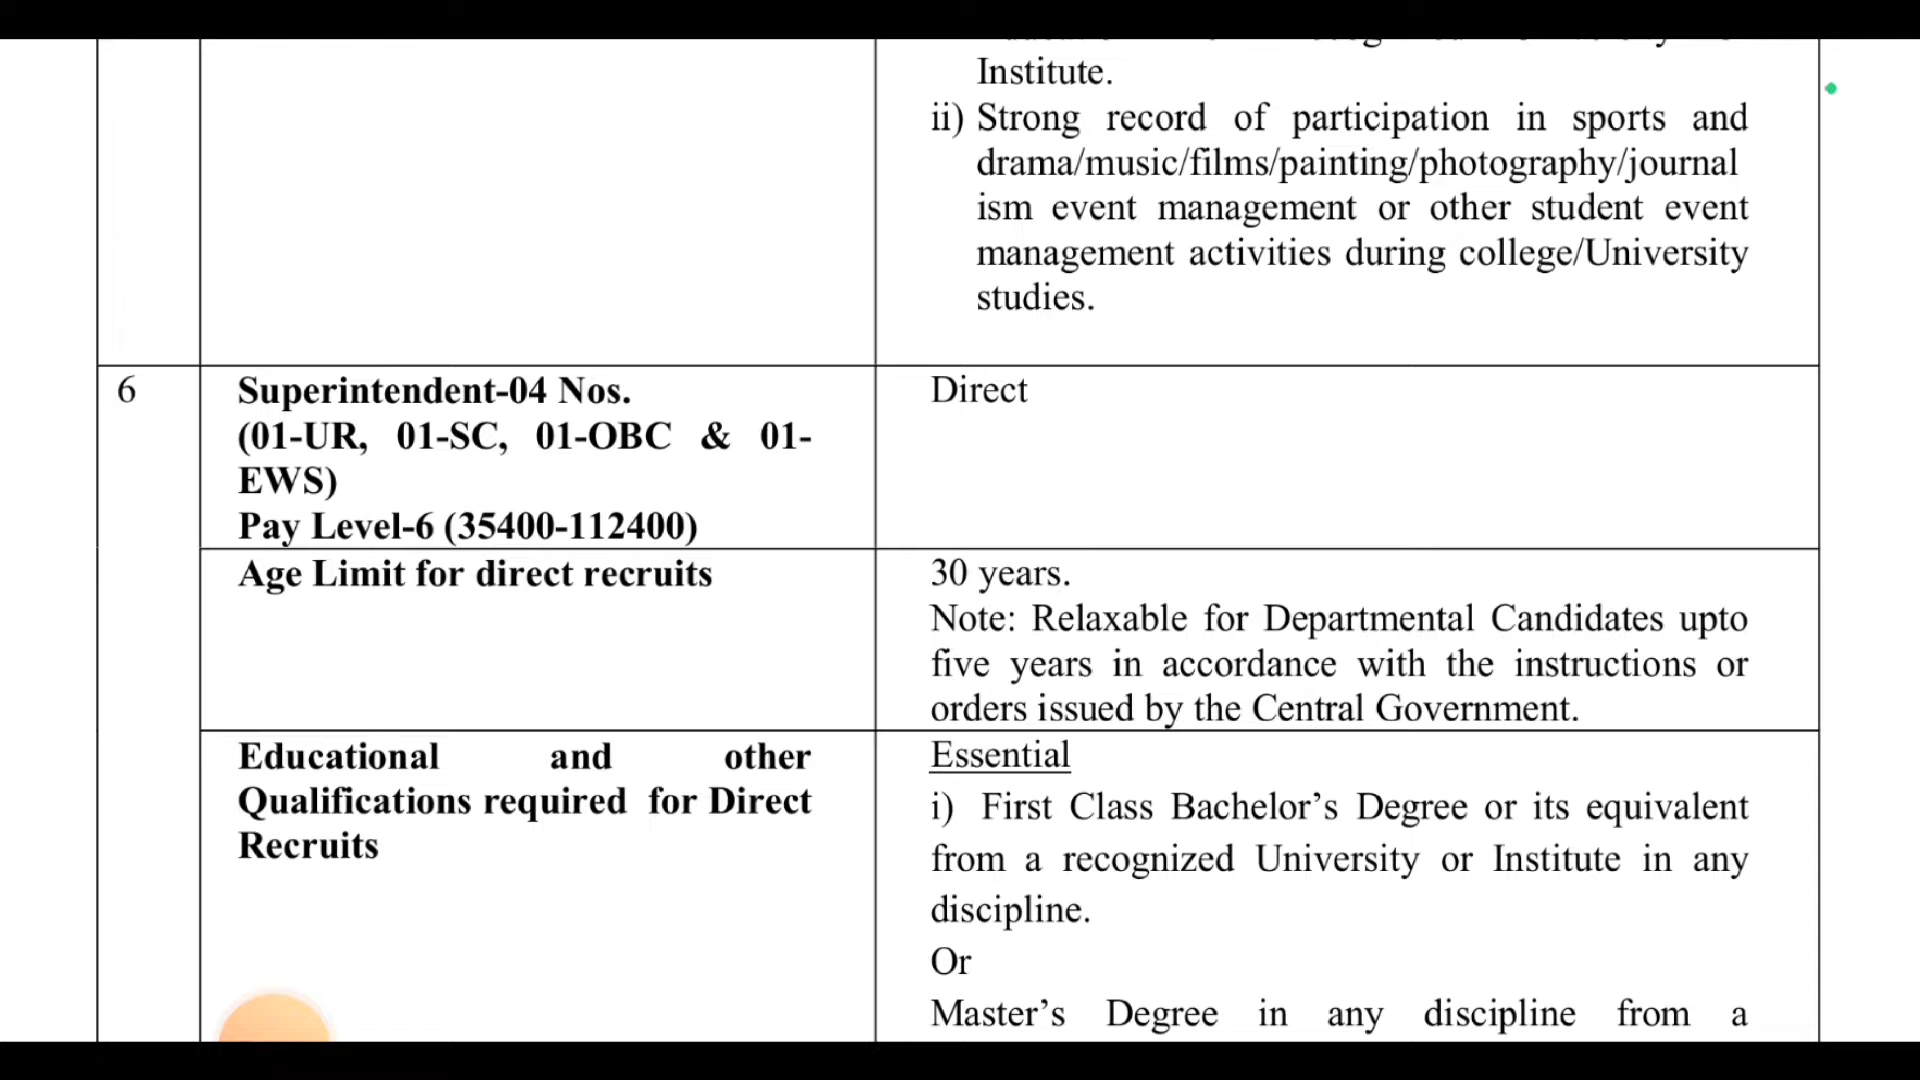 Institute.
ii) Strong record of participation in sports and
drama/music/films/painting/photography/journal
ism event management or other student event
management activities during college/University
studies.
6
Superintendent-04 Nos.
(01-UR, 01-SC, 01-OBC & 01-
EWS)
Pay Level-6 (35400-112400)
Direct
Age Limit for direct recruits
30 years.
Note: Relaxable for Departmental Candidates upto
five years in accordance with the instructions or
orders issued by the Central Government.
Educational and other
Qualifications required for Direct
Recruits
Essential
i) First Class Bachelor’s Degree or its equivalent
from a recognized University or Institute in any
discipline.
Or
Master’s Degree in any discipline from a